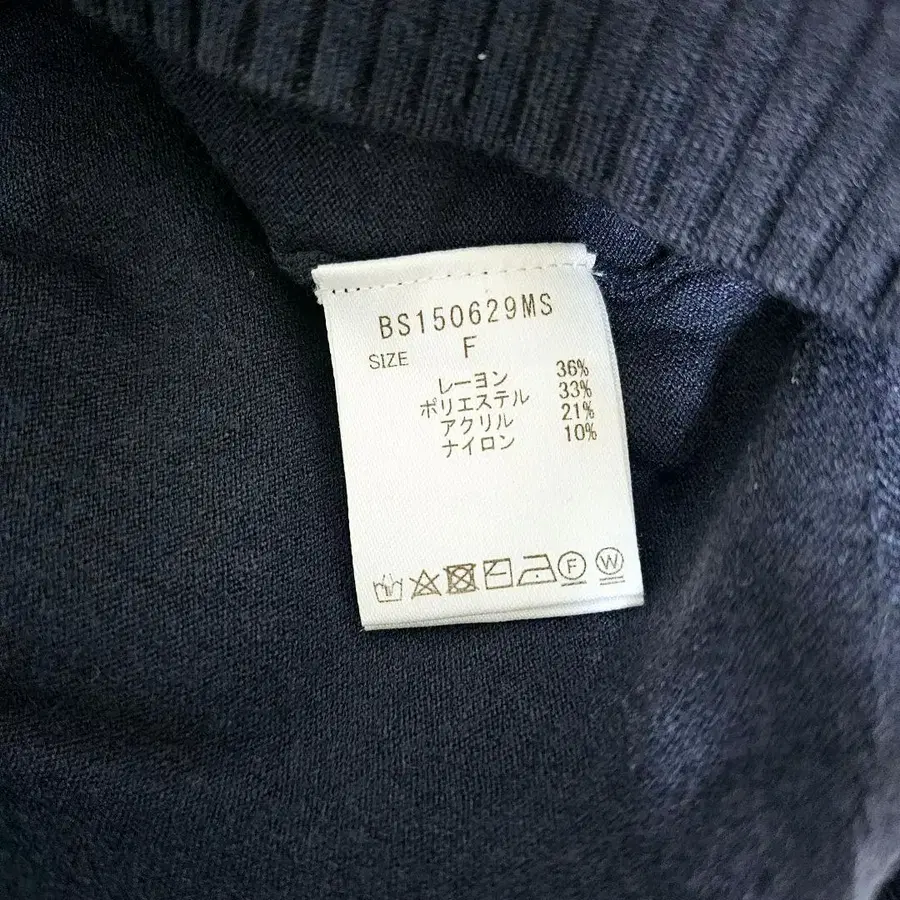 BS150629MS
SIZE F
レーヨン 36%
ポリエステル 33%
アクリル 21%
ナイロン 10%
F W